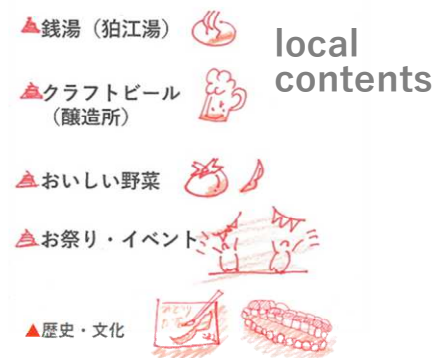 銭湯（狛江湯）
local
contents
クラフトビール
（醸造所）
おいしい野菜
お祭り・イベント
▲歴史・文化